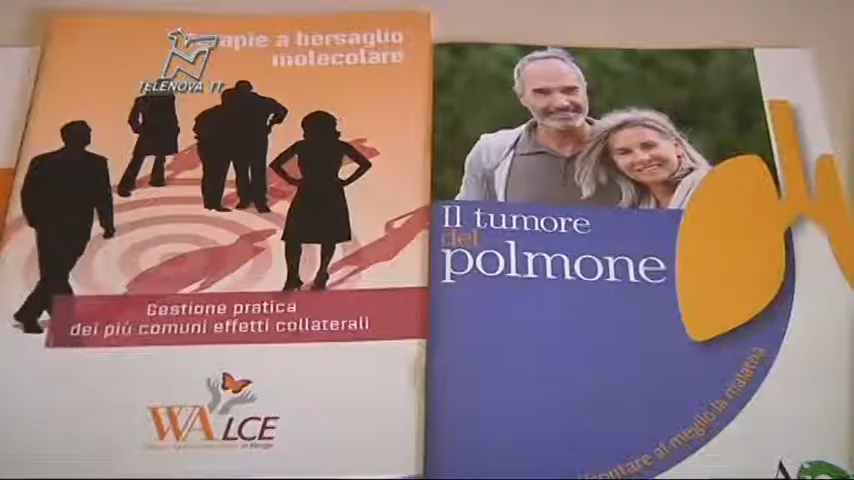 apie a bersaglio
molecolare
TELENOVA
Gestione pratica
dei più comuni effetti collaterali
WALCE
Il tumore
del
polmone
frontare al meglio la malattia